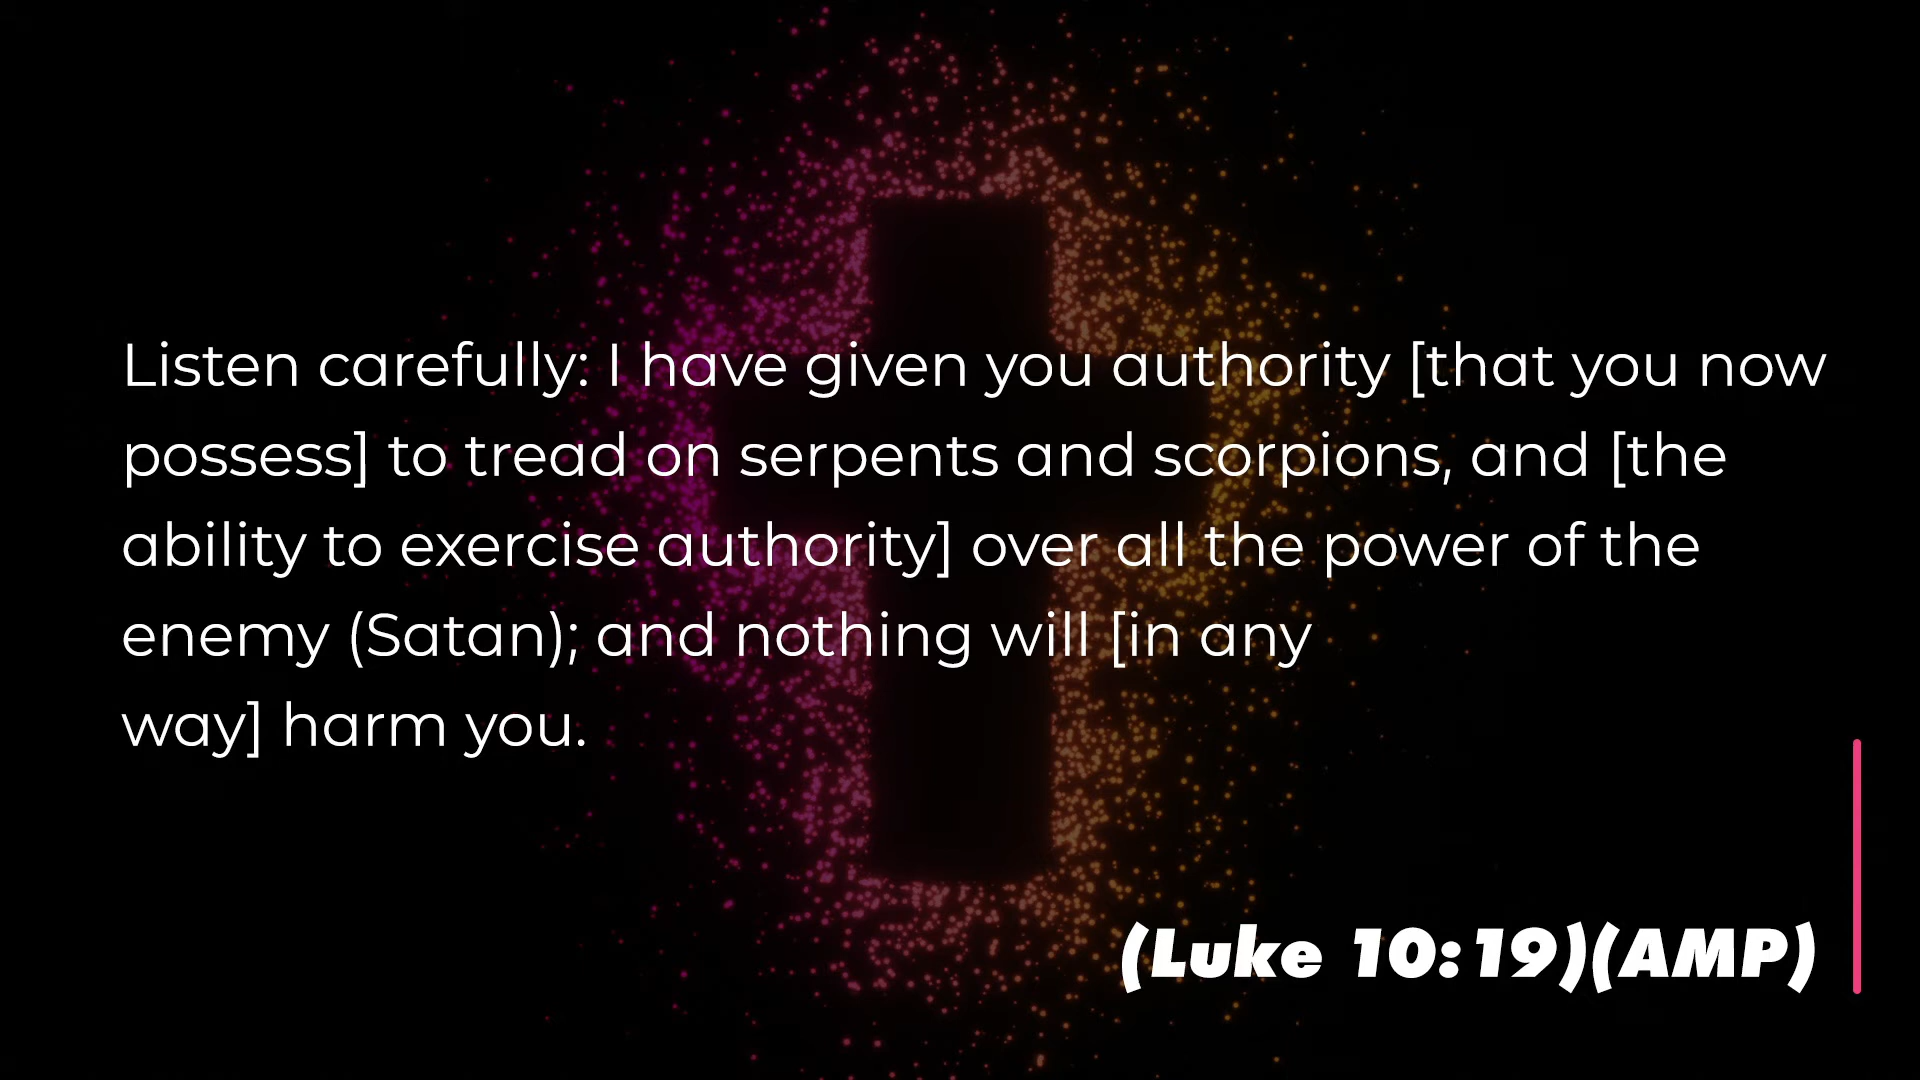 Listen carefully: I have given you authority [that you now
possess] to tread on serpents and scorpions, and [the
ability to exercise authority] over all the power of the
enemy (Satan); and nothing will [in any
way] harm you.
(Luke 10:19)(AMP)